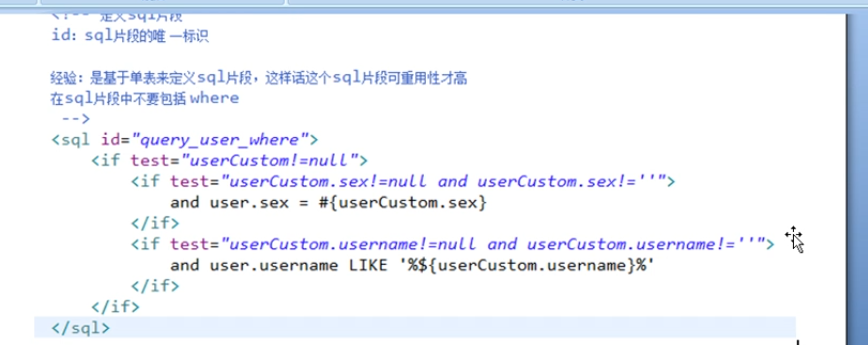 <!-- 定义sql片段
id：sql片段的唯 一标识
经验：是基于单表来定义sql片段，这样话这个sql片段可重用性才高
在sql片段中不要包括 where
-->
<sql id="query_user_where">
<if test="userCustom!=null">
<if test="userCustom.sex!=null and userCustom.sex!=''">
and user.sex = #{userCustom.sex}
</if>
<if test="userCustom.username!=null and userCustom.username!=''">
and user.username LIKE '%${userCustom.username}%'
</if>
</if>
</sql>